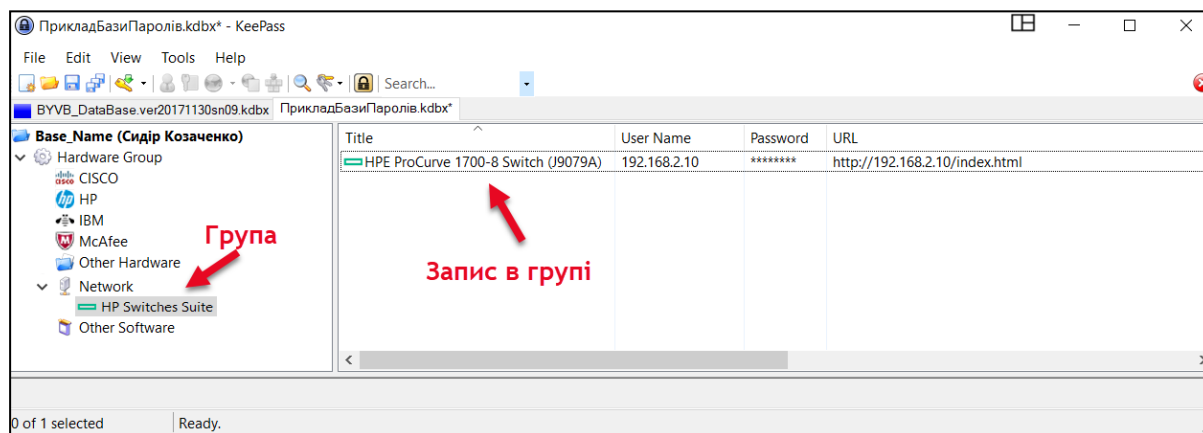 ПрикладБазиПаролів.kdbx* - KeePass
File Edit View Tools Help
Search...
BYVB_DataBase.ver20171130sn09.kdbx ПрикладБазиПаролів.kdbx*
Base_Name (Сидір Козаченко)
Hardware Group
CISCO
HP
IBM
McAfee
Other Hardware
Network
HP Switches Suite
Other Software
Група
Title User Name Password URL
HPE ProCurve 1700-8 Switch (J9079A) 192.168.2.10 ******** http://192.168.2.10/index.html
Запис в групі
0 of 1 selected Ready.